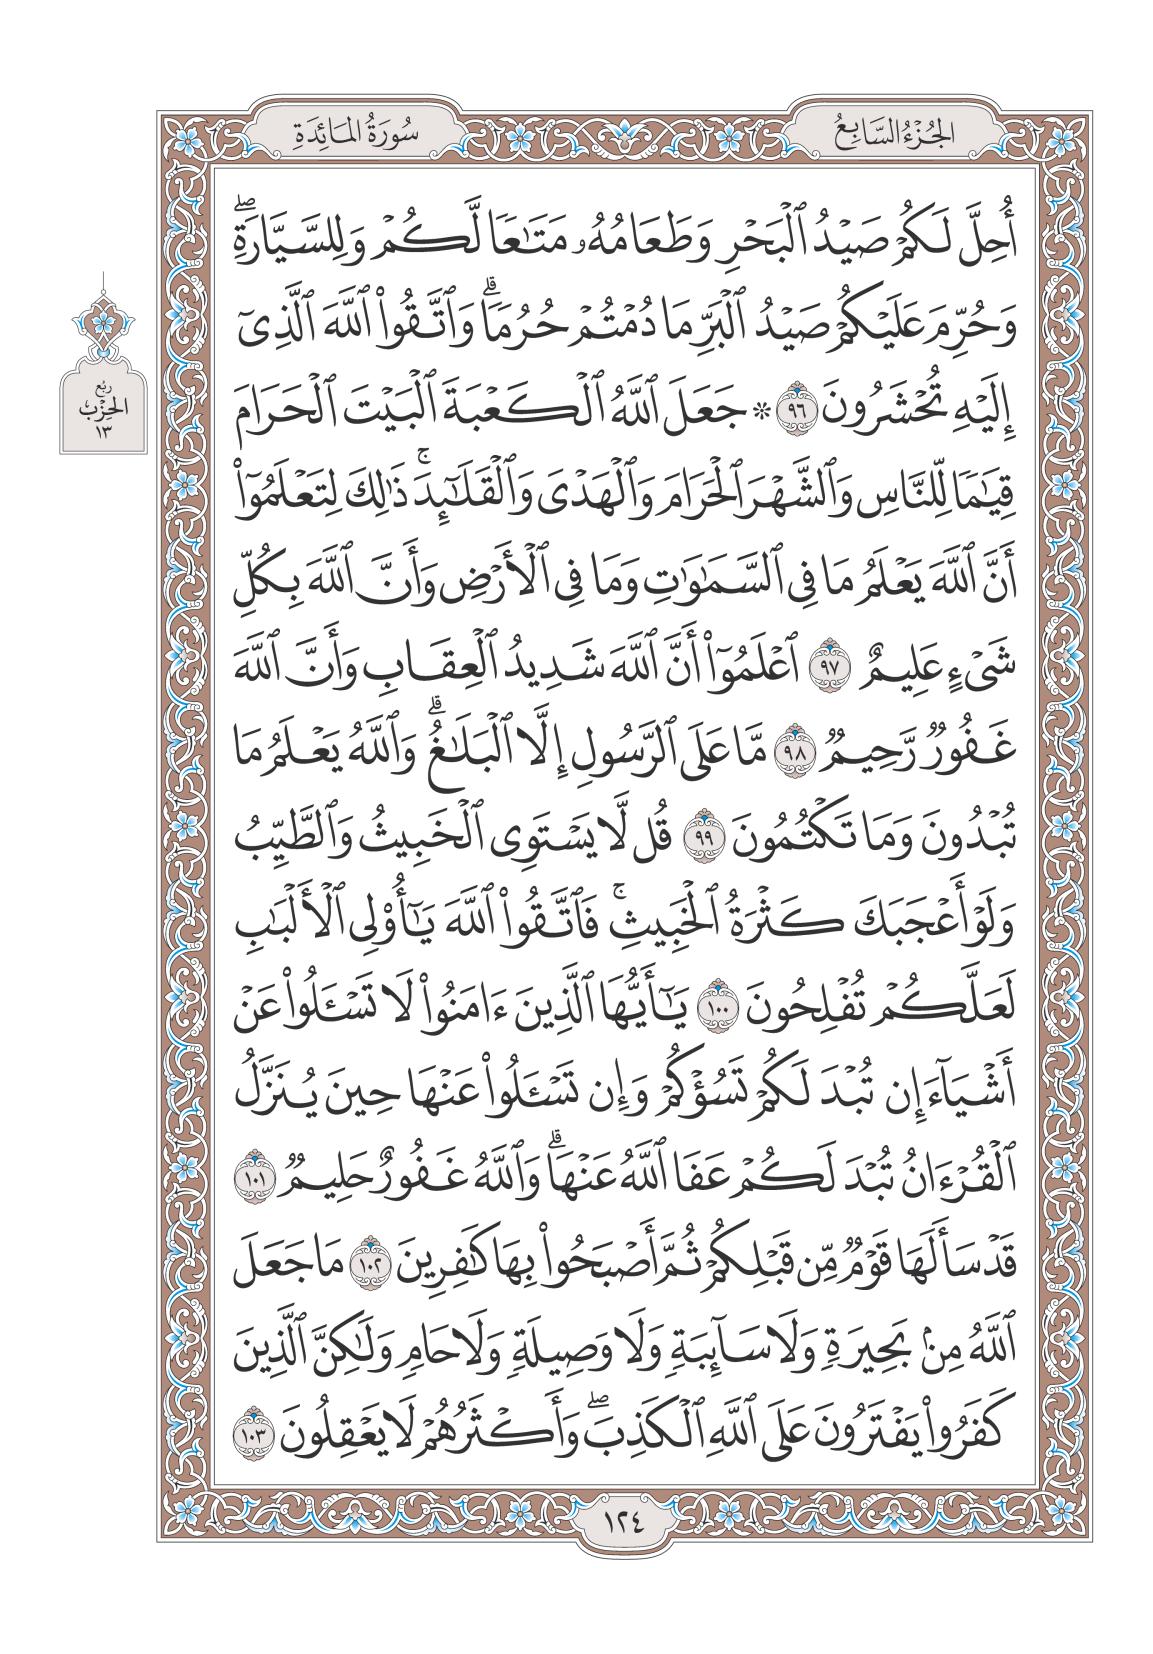 الجُزْءُ السَّابِعُ
سُورَةُ المَائِدَةِ
أُحِلَّ لَكُمْ صَيْدُ ٱلْبَحْرِ وَطَعَامُهُۥ مَتَٰعًا لَّكُمْ وَلِلسَّيَّارَةِۖ
وَحُرِّمَ عَلَيْكُمْ صَيْدُ ٱلْبَرِّ مَا دُمْتُمْ حُرُمًاۗ وَٱتَّقُوا۟ ٱللَّهَ ٱلَّذِىٓ
إِلَيْهِ تُحْشَرُونَ ٩٦ * جَعَلَ ٱللَّهُ ٱلْكَعْبَةَ ٱلْبَيْتَ ٱلْحَرَامَ
قِيَٰمًا لِّلنَّاسِ وَٱلشَّهْرَ ٱلْحَرَامَ وَٱلْهَدْىَ وَٱلْقَلَٰٓئِدَۚ ذَٰلِكَ لِتَعْلَمُوٓا۟
أَنَّ ٱللَّهَ يَعْلَمُ مَا فِى ٱلسَّمَٰوَٰتِ وَمَا فِى ٱلْأَرْضِ وَأَنَّ ٱللَّهَ بِكُلِّ
شَىْءٍ عَلِيمٌ ٩٧ ٱعْلَمُوٓا۟ أَنَّ ٱللَّهَ شَدِيدُ ٱلْعِقَابِ وَأَنَّ ٱللَّهَ
غَفُورٌ رَّحِيمٌ ٩٨ مَّا عَلَى ٱلرَّسُولِ إِلَّا ٱلْبَلَٰغُۗ وَٱللَّهُ يَعْلَمُ مَا
تُبْدُونَ وَمَا تَكْتُمُونَ ٩٩ قُل لَّا يَسْتَوِى ٱلْخَبِيثُ وَٱلطَّيِّبُ
وَلَوْ أَعْجَبَكَ كَثْرَةُ ٱلْخَبِيثِۚ فَٱتَّقُوا۟ ٱللَّهَ يَٰٓأُو۟لِى ٱلْأَلْبَٰبِ
لَعَلَّكُمْ تُفْلِحُونَ ١٠٠ يَٰٓأَيُّهَا ٱلَّذِينَ ءَامَنُوا۟ لَا تَسْـَٔلُوا۟ عَنْ
أَشْيَآءَ إِن تُبْدَ لَكُمْ تَسُؤْكُمْ وَإِن تَسْـَٔلُوا۟ عَنْهَا حِينَ يُنَزَّلُ
ٱلْقُرْءَانُ تُبْدَ لَكُمْ عَفَا ٱللَّهُ عَنْهَاۗ وَٱللَّهُ غَفُورٌ حَلِيمٌ ١٠١
قَدْ سَأَلَهَا قَوْمٌ مِّن قَبْلِكُمْ ثُمَّ أَصْبَحُوا۟ بِهَا كَٰفِرِينَ ١٠٢ مَا جَعَلَ
ٱللَّهُ مِنۢ بَحِيرَةٍ وَلَا سَآئِبَةٍ وَلَا وَصِيلَةٍ وَلَا حَامٍ وَلَٰكِنَّ ٱلَّذِينَ
كَفَرُوا۟ يَفْتَرُونَ عَلَى ٱللَّهِ ٱلْكَذِبَۖ وَأَكْثَرُهُمْ لَا يَعْقِلُونَ ١٠٣
ربُع
الحِزْب
١٣
١٢٤